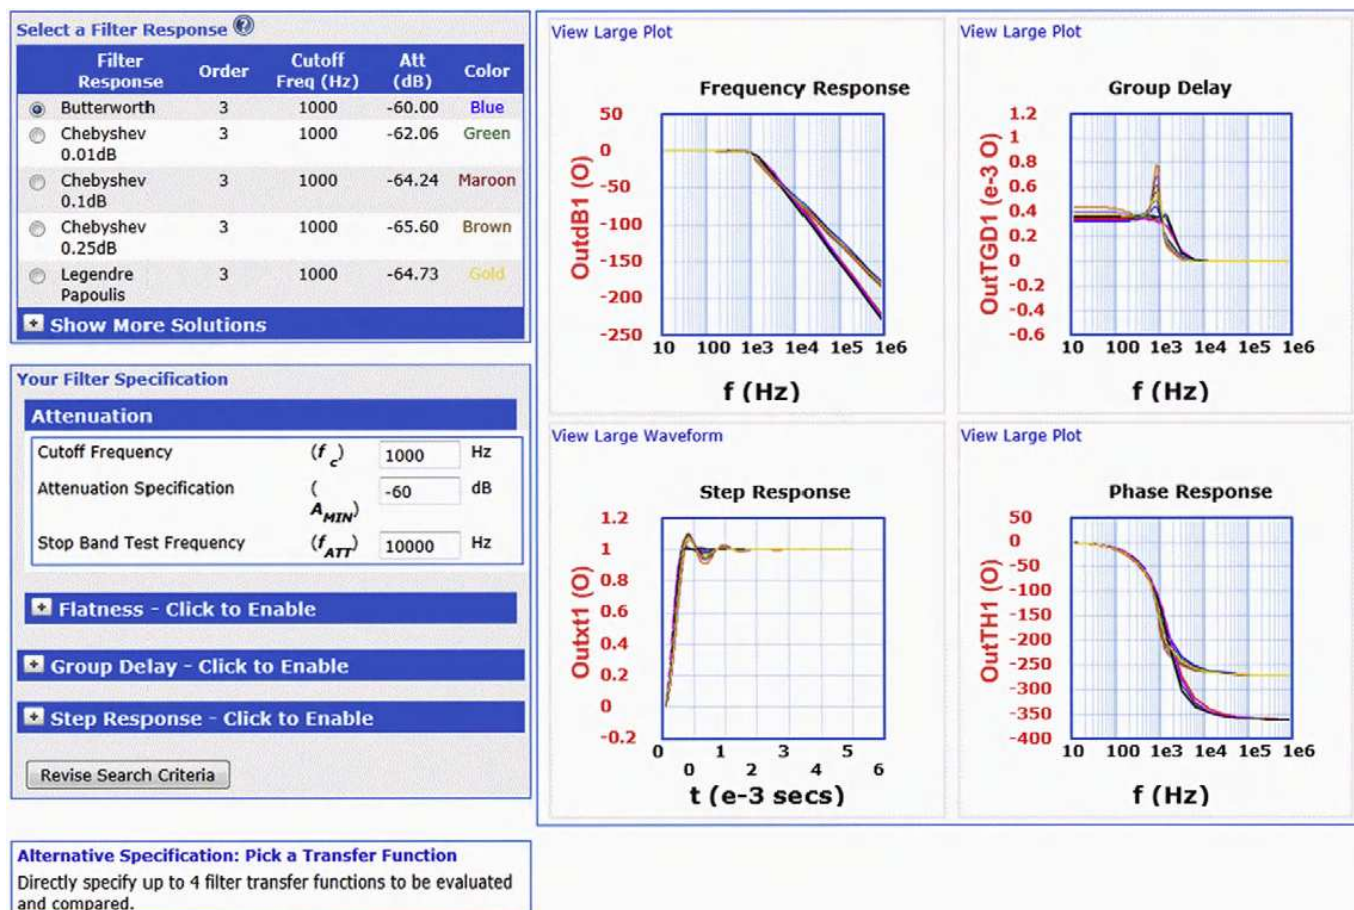 Select a Filter Response
Filter Response Order Cutoff Freq (Hz) Att (dB) Color
Butterworth 3 1000 -60.00 Blue
Chebyshev 0.01dB 3 1000 -62.06 Green
Chebyshev 0.1dB 3 1000 -64.24 Maroon
Chebyshev 0.25dB 3 1000 -65.60 Brown
Legendre Papoulis 3 1000 -64.73 Gold
+ Show More Solutions
Your Filter Specification
Attenuation
Cutoff Frequency (fc) 1000 Hz
Attenuation Specification (AMIN) -60 dB
Stop Band Test Frequency (fATT) 10000 Hz
+ Flatness - Click to Enable
+ Group Delay - Click to Enable
+ Step Response - Click to Enable
Revise Search Criteria
Alternative Specification: Pick a Transfer Function
Directly specify up to 4 filter transfer functions to be evaluated
and compared.
View Large Plot
Frequency Response
OutdB1 (O)
50
0
-50
-100
-150
-200
-250
10 100 1e3 1e4 1e5 1e6
f (Hz)
View Large Plot
Group Delay
OutTGD1 (e-3 O)
1.2
1
0.8
0.6
0.4
0.2
0
-0.2
-0.4
-0.6
10 100 1e3 1e4 1e5 1e6
f (Hz)
View Large Waveform
Step Response
Outxt1 (O)
1.2
1
0.8
0.6
0.4
0.2
0
-0.2
0 1 3 5
0 2 4 6
t (e-3 secs)
View Large Plot
Phase Response
OutTH1 (O)
50
0
-50
-100
-150
-200
-250
-300
-350
-400
10 100 1e3 1e4 1e5 1e6
f (Hz)